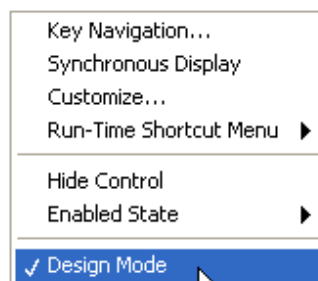 Key Navigation...
Synchronous Display
Customize...
Run-Time Shortcut Menu
Hide Control
Enabled State
Design Mode